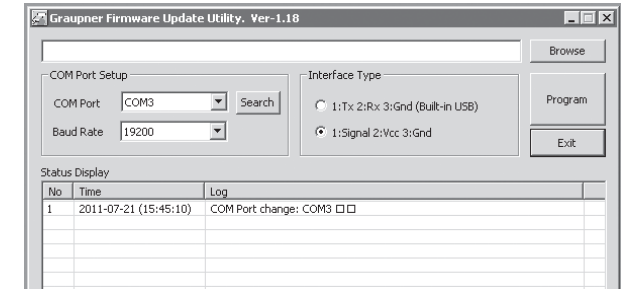 Graupner Firmware Update Utility. Ver-1.18
Browse
COM Port Setup
Interface Type
COM Port COM3 Search
1:Tx 2:Rx 3:Gnd (Built-in USB)
Program
Baud Rate 19200
1:Signal 2:Vcc 3:Gnd
Exit
Status Display
No Time Log
1 2011-07-21 (15:45:10) COM Port change: COM3 □□